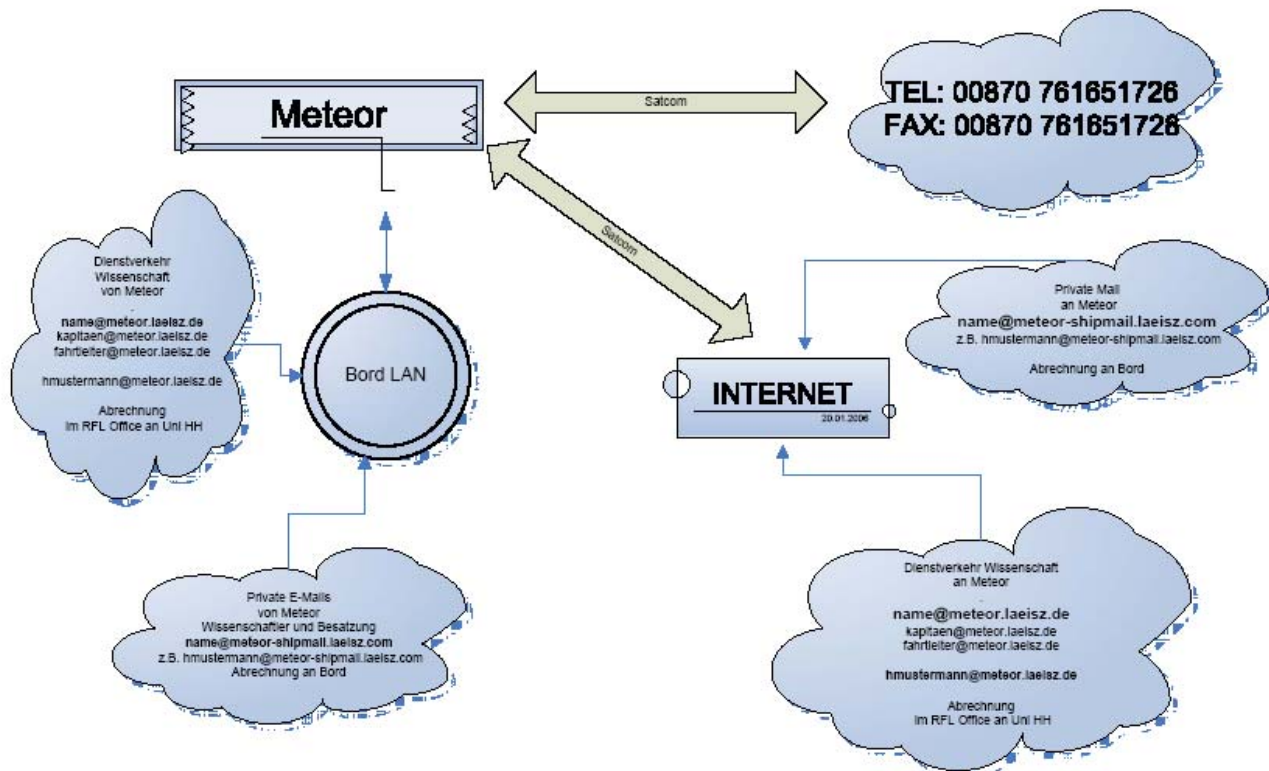 Meteor
Satcom
TEL: 00870 761651726
FAX: 00870 761651728
Satcom
Dienstverkehr
Wissenschaft
von Meteor
-
name@meteor.laeisz.de
kapitaen@meteor.laeisz.de
fahrtleiter@meteor.laeisz.de
hmustermann@meteor.laeisz.de
Abrechnung
im RFL Office an Uni HH
Bord LAN
Private Mail
an Meteor
name@meteor-shipmail.laeisz.com
z.B. hmustermann@meteor-shipmail.laeisz.com
Abrechnung an Bord
INTERNET
20.01.2006
Private E-Mails
von Meteor
Wissenschaftler und Besatzung
name@meteor-shipmail.laeisz.com
z.B. hmustermann@meteor-shipmail.laeisz.com
Abrechnung an Bord
Dienstverkehr Wissenschaft
an Meteor
-
name@meteor.laeisz.de
kapitaen@meteor.laeisz.de
fahrtleiter@meteor.laeisz.de
hmustermann@meteor.laeisz.de
Abrechnung
im RFL Office an Uni HH